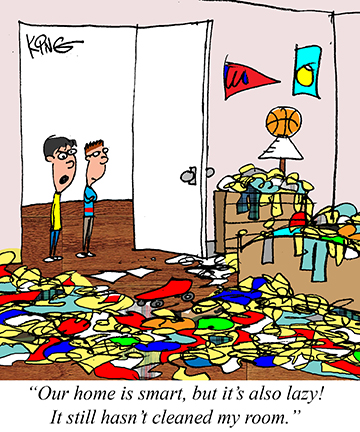 KING
"Our home is smart, but it's also lazy!
It still hasn't cleaned my room."